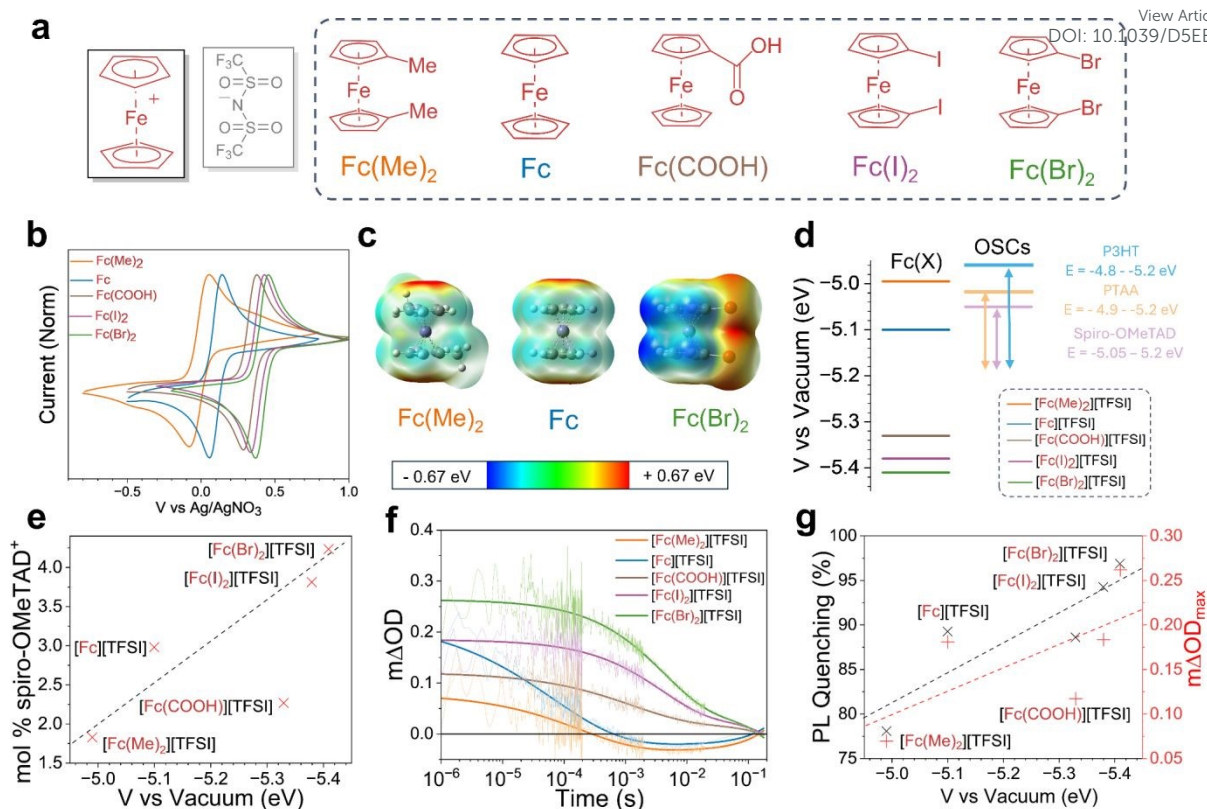 View Artic
DOI: 10.1039/D5EE
a
F₃C
O=S=O
N
−
O=S=O
F₃C
Fe
+
Me
Fe
Me
Fe
OH
O
Fe
I
Fe
I
Br
Fe
Br
Fc(Me)₂
Fc
Fc(COOH)
Fc(I)₂
Fc(Br)₂
b
Fc(Me)₂
Fc
Fc(COOH)
Fc(I)₂
Fc(Br)₂
Current (Norm)
−0.5
0.0
0.5
1.0
V vs Ag/AgNO₃
c
Fc(Me)₂
Fc
Fc(Br)₂
- 0.67 eV
+ 0.67 eV
d
Fc(X)
OSCs
P3HT
E = -4.8 - -5.2 eV
PTAA
E = - 4.9 - -5.2 eV
Spiro-OMeTAD
E = -5.05 – 5.2 eV
V vs Vacuum (eV)
−5.0
−5.1
−5.2
−5.3
−5.4
[Fc(Me)₂][TFSI]
[Fc][TFSI]
[Fc(COOH)][TFSI]
[Fc(I)₂][TFSI]
[Fc(Br)₂][TFSI]
e
mol % spiro-OMeTAD⁺
4.0
3.5
3.0
2.5
2.0
1.5
[Fc(Br)₂][TFSI]
[Fc(I)₂][TFSI]
[Fc][TFSI]
[Fc(COOH)][TFSI]
[Fc(Me)₂][TFSI]
−5.0
−5.1
−5.2
−5.3
−5.4
V vs Vacuum (eV)
f
m∆OD
0.4
0.3
0.2
0.1
0.0
[Fc(Me)₂][TFSI]
[Fc][TFSI]
[Fc(COOH)][TFSI]
[Fc(I)₂][TFSI]
[Fc(Br)₂][TFSI]
10⁻⁶
10⁻⁵
10⁻⁴
10⁻³
10⁻²
10⁻¹
Time (s)
g
PL Quenching (%)
100
95
90
85
80
75
[Fc(Br)₂][TFSI]
[Fc(I)₂][TFSI]
[Fc][TFSI]
[Fc(COOH)][TFSI]
[Fc(Me)₂][TFSI]
0.30
0.25
0.20
0.15
0.10
0.05
m∆ODmax
−5.0
−5.1
−5.2
−5.3
−5.4
V vs Vacuum (eV)